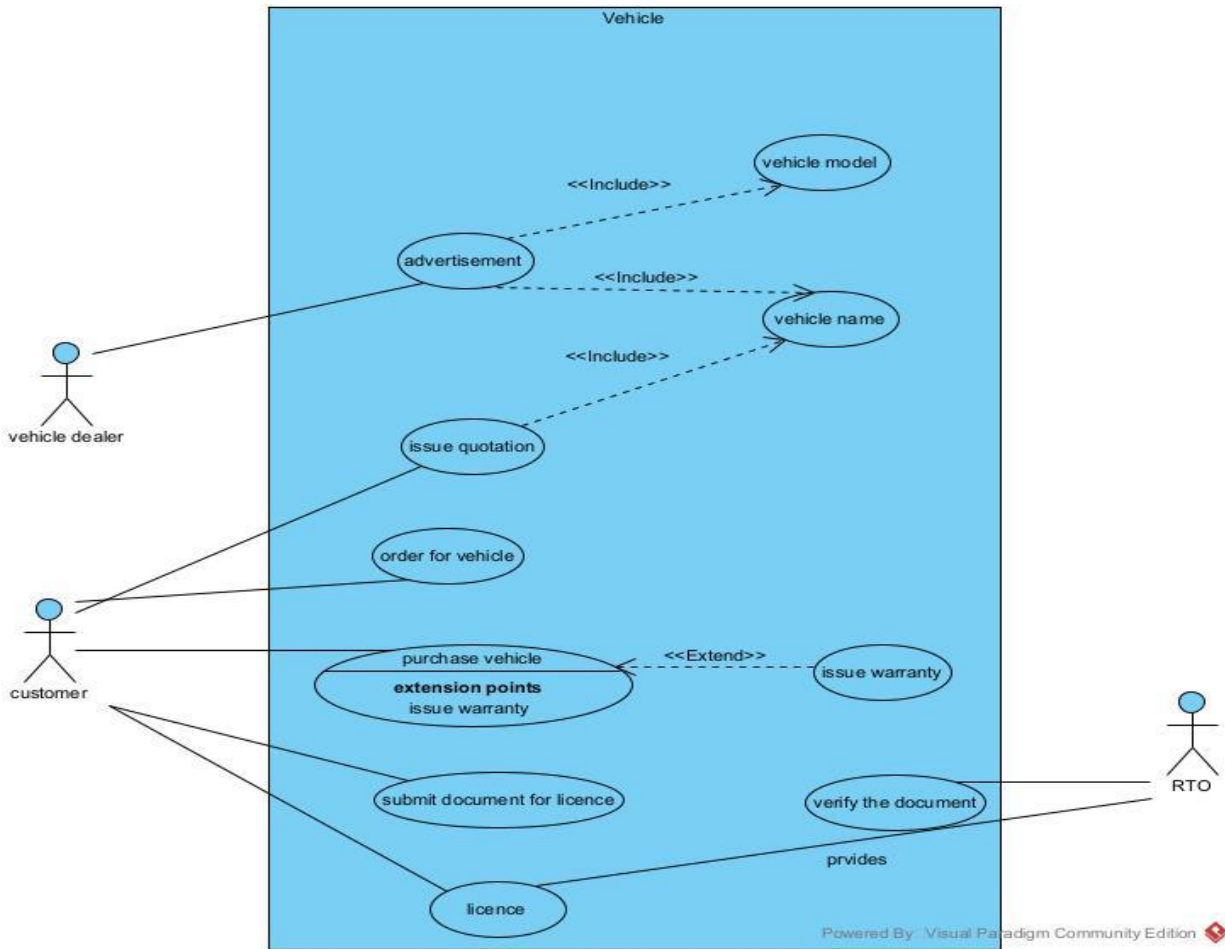 Vehicle
vehicle model
<<Include>>
advertisement
<<Include>>
vehicle name
<<Include>>
vehicle dealer
issue quotation
order for vehicle
customer
purchase vehicle
extension points
issue warranty
<<Extend>>
issue warranty
RTO
submit document for licence
verify the document
prvides
licence
Powered By: Visual Paradigm Community Edition